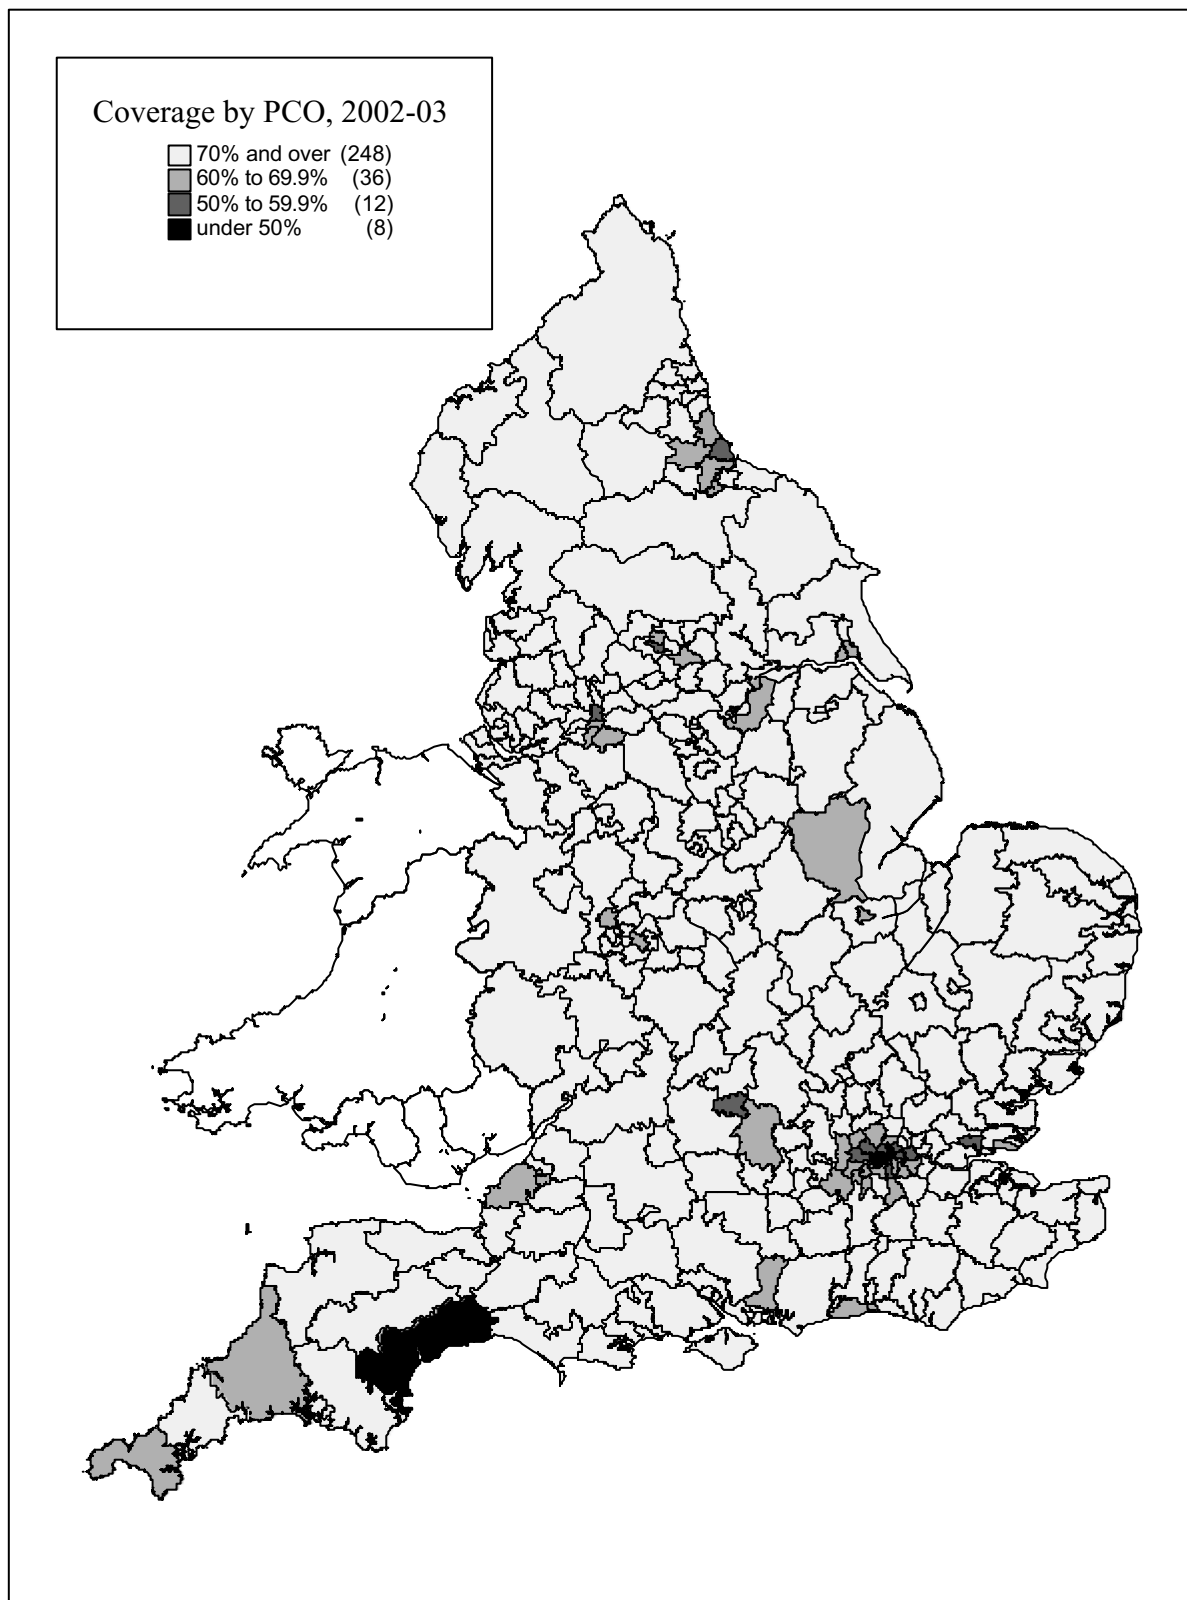 Coverage by PCO, 2002-03
70% and over (248)
60% to 69.9% (36)
50% to 59.9% (12)
under 50% (8)